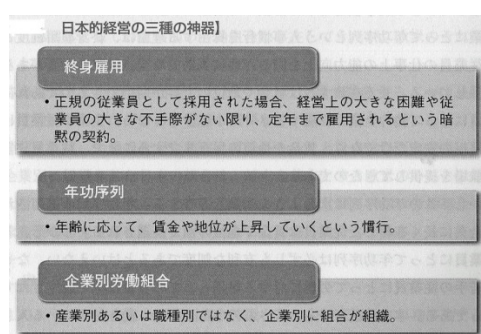 日本的経営の三種の神器】
終身雇用
・正規の従業員として採用された場合、経営上の大きな困難や従
業員の大きな不手際がない限り、定年まで雇用されるという暗
黙の契約。
年功序列
・年齢に応じて、賃金や地位が上昇していくという慣行。
企業別労働組合
・産業別あるいは職種別ではなく、企業別に組合が組織。